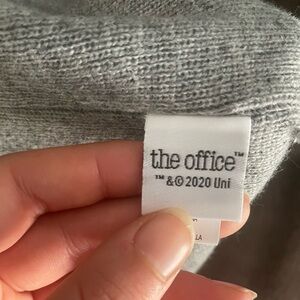 the office™
™ & © 2020 Uni